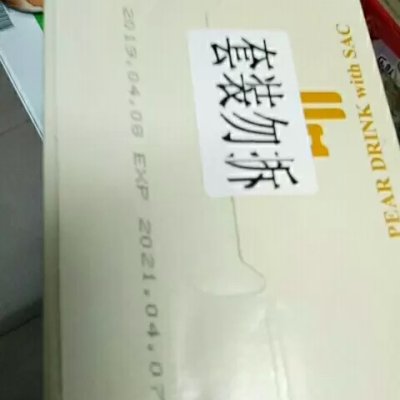 2019.04.08 EXP 2021.04.07
套装勿拆
PEAR DRINK with SAC